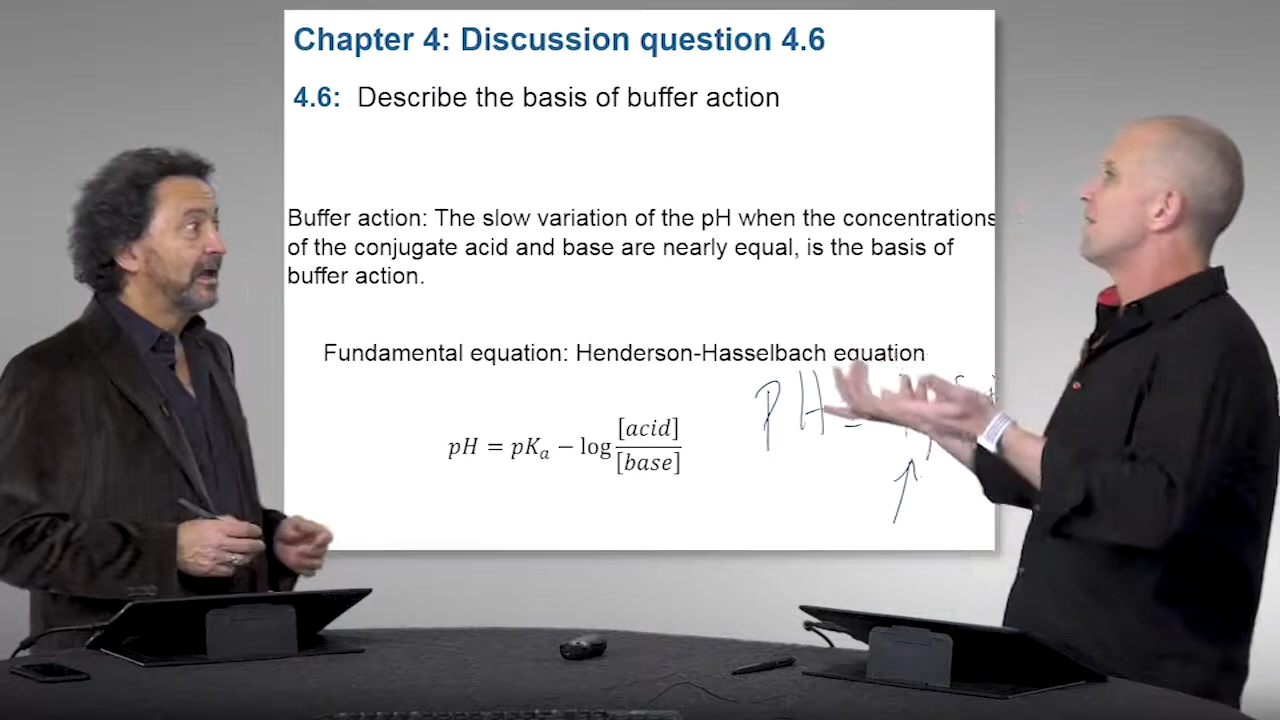 Chapter 4: Discussion question 4.6
4.6: Describe the basis of buffer action
Buffer action: The slow variation of the pH when the concentrations
of the conjugate acid and base are nearly equal, is the basis of
buffer action.
Fundamental equation: Henderson-Hasselbach equation
pH = pKₐ − log [acid]/[base]
pH =